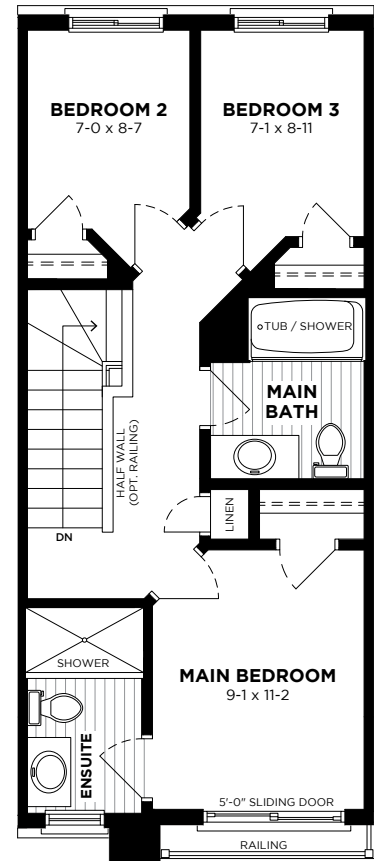 BEDROOM 2
7-0 x 8-7
BEDROOM 3
7-1 x 8-11
TUB / SHOWER
MAIN
BATH
HALF WALL
(OPT. RAILING)
LINEN
DN
SHOWER
MAIN BEDROOM
9-1 x 11-2
ENSUITE
5'-0" SLIDING DOOR
RAILING